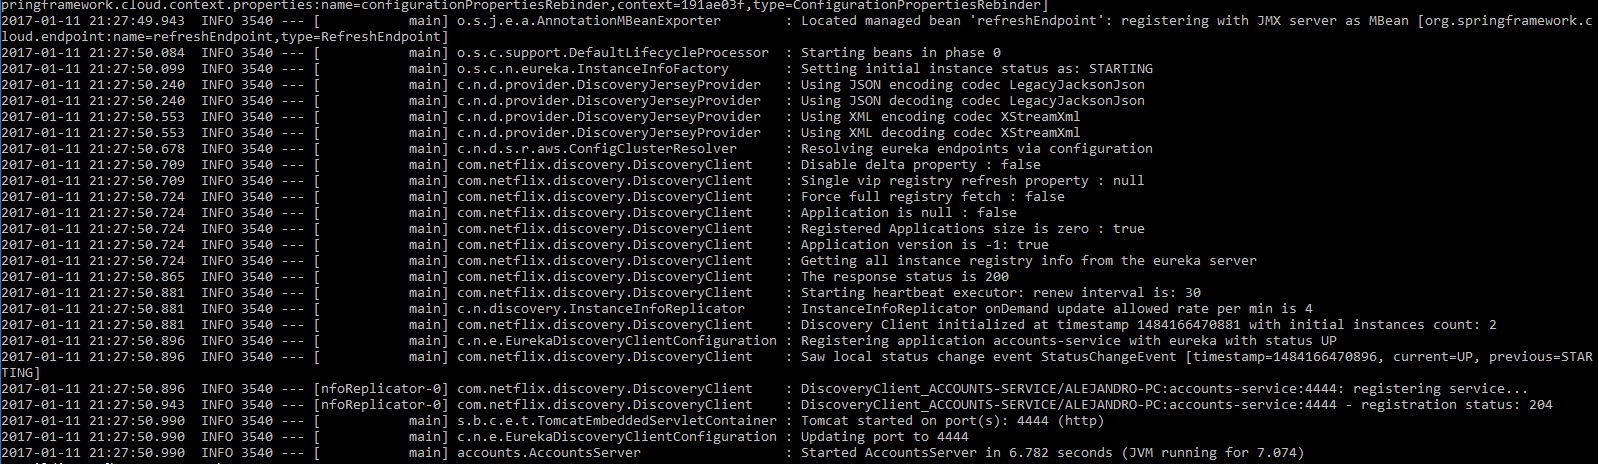 pringframework.cloud.context.properties:name=configurationPropertiesRebinder,context=191ae03f,type=ConfigurationPropertiesRebinder]
2017-01-11 21:27:49.943  INFO 3540 --- [           main] o.s.j.e.a.AnnotationMBeanExporter        : Located managed bean 'refreshEndpoint': registering with JMX server as MBean [org.springframework.c
loud.endpoint:name=refreshEndpoint,type=RefreshEndpoint]
2017-01-11 21:27:50.084  INFO 3540 --- [           main] o.s.c.support.DefaultLifecycleProcessor  : Starting beans in phase 0
2017-01-11 21:27:50.099  INFO 3540 --- [           main] o.s.c.n.eureka.InstanceInfoFactory       : Setting initial instance status as: STARTING
2017-01-11 21:27:50.240  INFO 3540 --- [           main] c.n.d.provider.DiscoveryJerseyProvider   : Using JSON encoding codec LegacyJacksonJson
2017-01-11 21:27:50.240  INFO 3540 --- [           main] c.n.d.provider.DiscoveryJerseyProvider   : Using JSON decoding codec LegacyJacksonJson
2017-01-11 21:27:50.553  INFO 3540 --- [           main] c.n.d.provider.DiscoveryJerseyProvider   : Using XML encoding codec XStreamXml
2017-01-11 21:27:50.553  INFO 3540 --- [           main] c.n.d.provider.DiscoveryJerseyProvider   : Using XML decoding codec XStreamXml
2017-01-11 21:27:50.678  INFO 3540 --- [           main] c.n.d.s.r.aws.ConfigClusterResolver      : Resolving eureka endpoints via configuration
2017-01-11 21:27:50.709  INFO 3540 --- [           main] com.netflix.discovery.DiscoveryClient    : Disable delta property : false
2017-01-11 21:27:50.709  INFO 3540 --- [           main] com.netflix.discovery.DiscoveryClient    : Single vip registry refresh property : null
2017-01-11 21:27:50.724  INFO 3540 --- [           main] com.netflix.discovery.DiscoveryClient    : Force full registry fetch : false
2017-01-11 21:27:50.724  INFO 3540 --- [           main] com.netflix.discovery.DiscoveryClient    : Application is null : false
2017-01-11 21:27:50.724  INFO 3540 --- [           main] com.netflix.discovery.DiscoveryClient    : Registered Applications size is zero : true
2017-01-11 21:27:50.724  INFO 3540 --- [           main] com.netflix.discovery.DiscoveryClient    : Application version is -1: true
2017-01-11 21:27:50.724  INFO 3540 --- [           main] com.netflix.discovery.DiscoveryClient    : Getting all instance registry info from the eureka server
2017-01-11 21:27:50.865  INFO 3540 --- [           main] com.netflix.discovery.DiscoveryClient    : The response status is 200
2017-01-11 21:27:50.881  INFO 3540 --- [           main] com.netflix.discovery.DiscoveryClient    : Starting heartbeat executor: renew interval is: 30
2017-01-11 21:27:50.881  INFO 3540 --- [           main] c.n.discovery.InstanceInfoReplicator     : InstanceInfoReplicator onDemand update allowed rate per min is 4
2017-01-11 21:27:50.881  INFO 3540 --- [           main] com.netflix.discovery.DiscoveryClient    : Discovery Client initialized at timestamp 1484166470881 with initial instances count: 2
2017-01-11 21:27:50.896  INFO 3540 --- [           main] c.n.e.EurekaDiscoveryClientConfiguration : Registering application accounts-service with eureka with status UP
2017-01-11 21:27:50.896  INFO 3540 --- [           main] com.netflix.discovery.DiscoveryClient    : Saw local status change event StatusChangeEvent [timestamp=1484166470896, current=UP, previous=STAR
TING]
2017-01-11 21:27:50.896  INFO 3540 --- [nfoReplicator-0] com.netflix.discovery.DiscoveryClient    : DiscoveryClient_ACCOUNTS-SERVICE/ALEJANDRO-PC:accounts-service:4444: registering service...
2017-01-11 21:27:50.943  INFO 3540 --- [nfoReplicator-0] com.netflix.discovery.DiscoveryClient    : DiscoveryClient_ACCOUNTS-SERVICE/ALEJANDRO-PC:accounts-service:4444 - registration status: 204
2017-01-11 21:27:50.990  INFO 3540 --- [           main] s.b.c.e.t.TomcatEmbeddedServletContainer : Tomcat started on port(s): 4444 (http)
2017-01-11 21:27:50.990  INFO 3540 --- [           main] c.n.e.EurekaDiscoveryClientConfiguration : Updating port to 4444
2017-01-11 21:27:50.990  INFO 3540 --- [           main] accounts.AccountsServer                  : Started AccountsServer in 6.782 seconds (JVM running for 7.074)